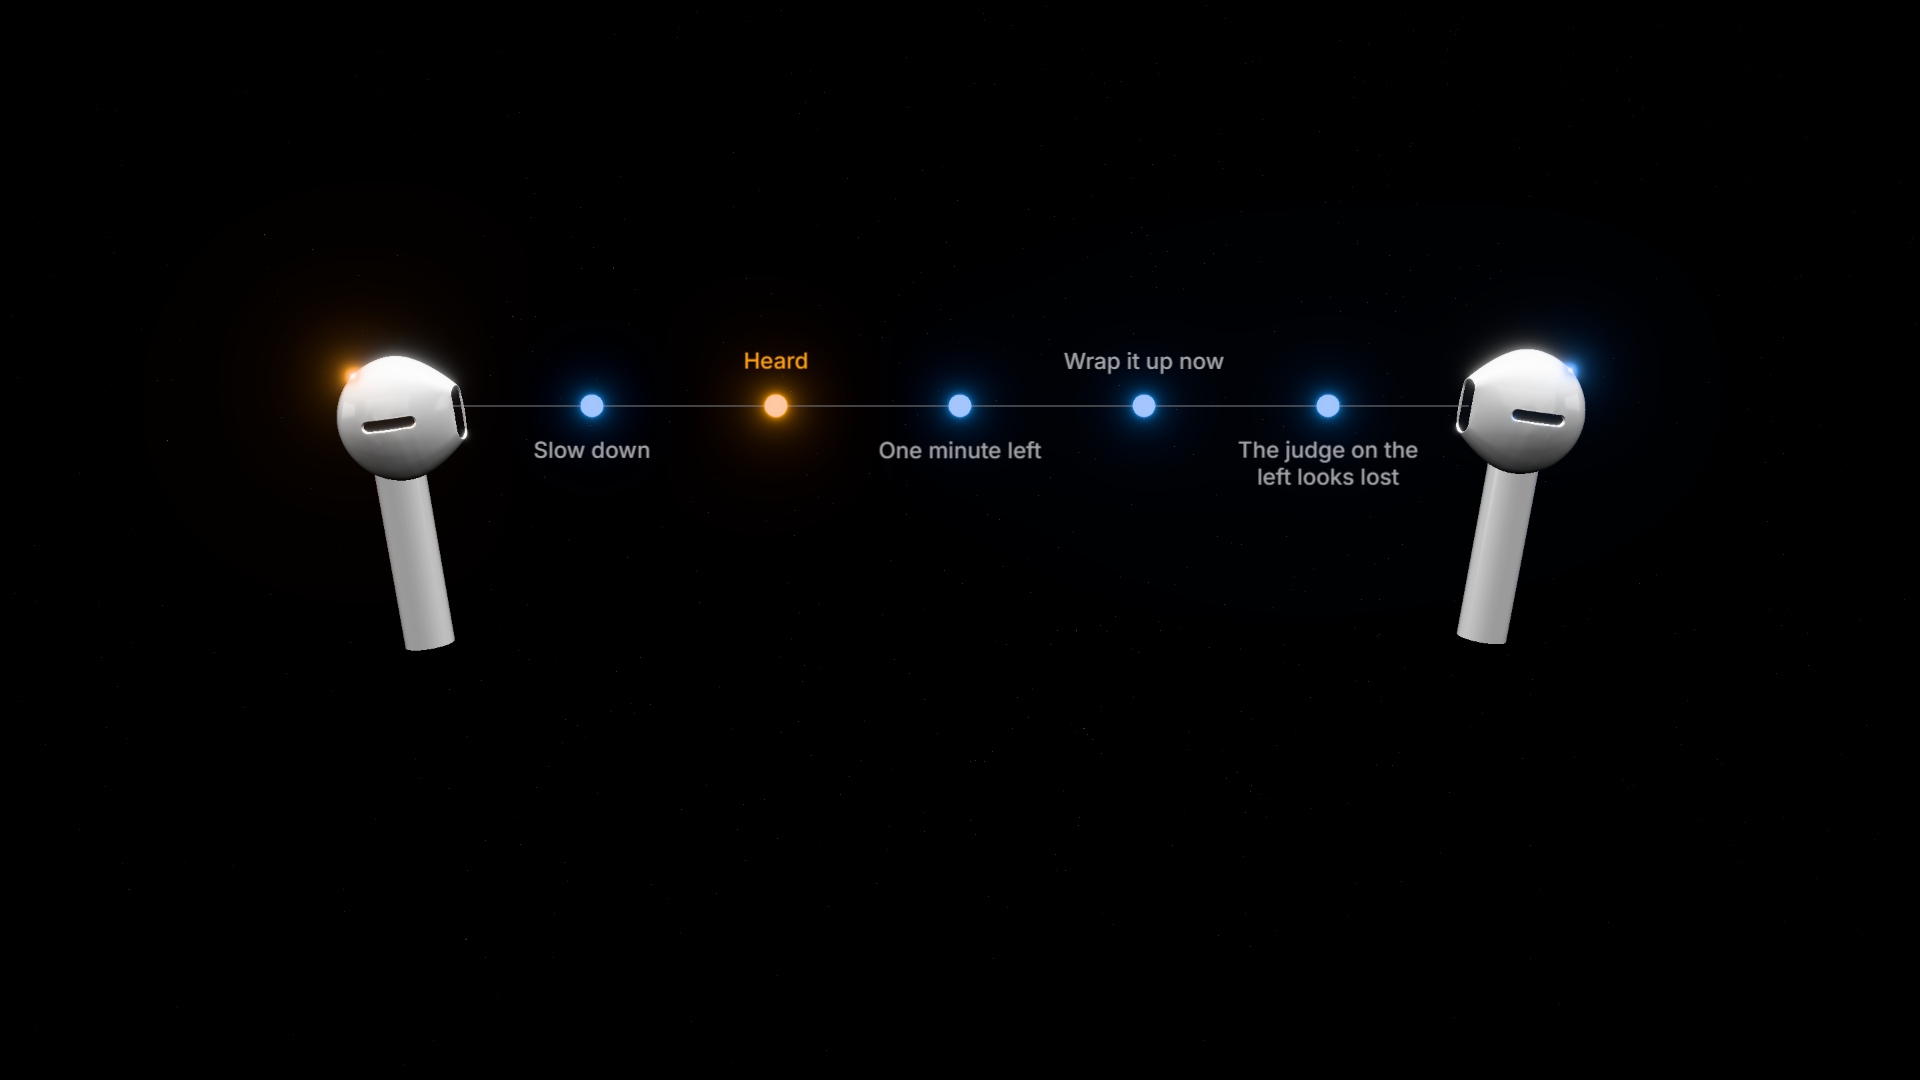 Slow down
Heard
One minute left
Wrap it up now
The judge on the
left looks lost